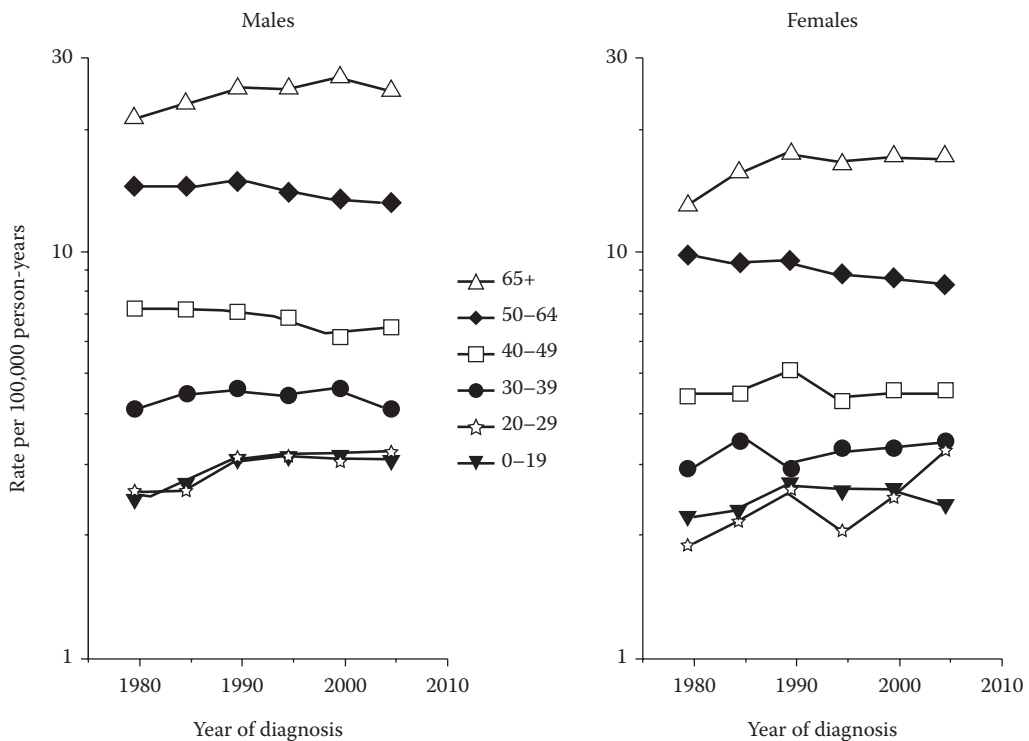 Males
Females
Rate per 100,000 person-years
30
10
1
1980 1990 2000 2010
Year of diagnosis
65+
50–64
40–49
30–39
20–29
0–19
30
10
1
1980 1990 2000 2010
Year of diagnosis